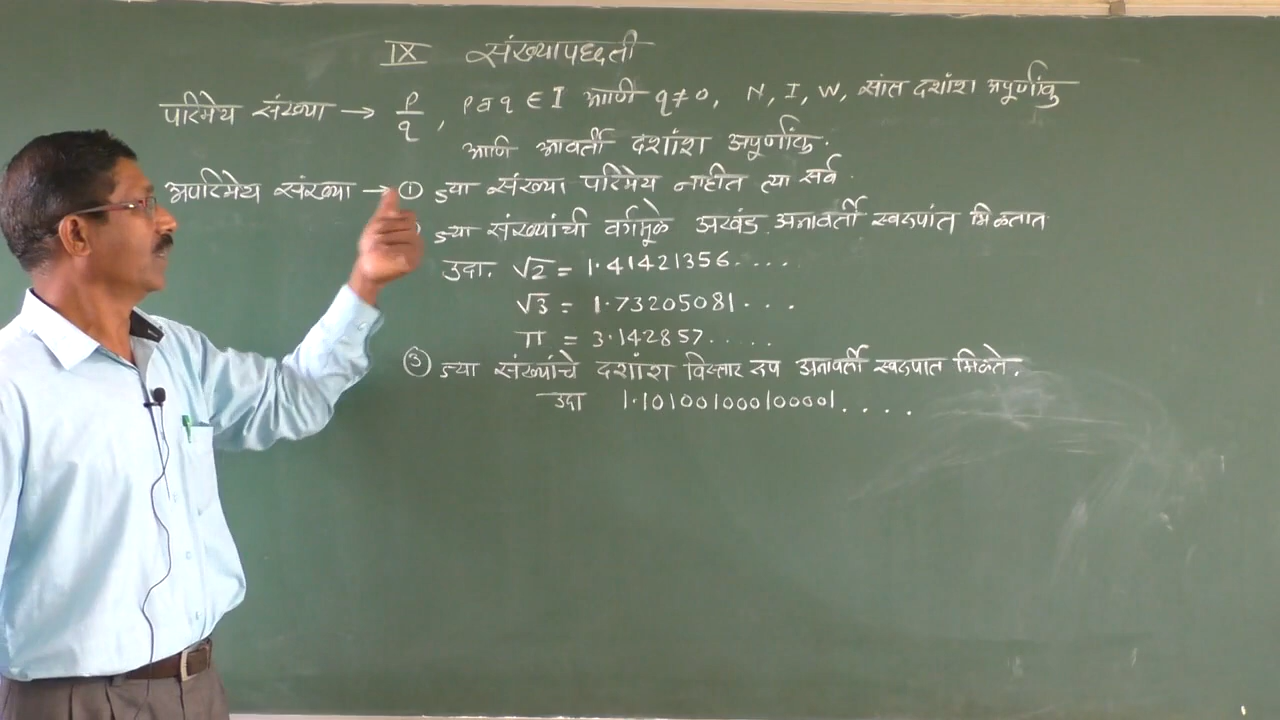 IX संख्यापद्धती
परिमेय संख्या → p/q, p व q ∈ I आणि q ≠ 0, N, I, W, सांत दशांश अपूर्णांक
आणि आवर्ती दशांश अपूर्णांक.
अपरिमेय संख्या → ① ज्या संख्या परिमेय नाहीत त्या सर्व.
ज्या संख्यांची वर्गमूळे अखंड अनावर्ती स्वरूपांत मिळतात
उदा. √2 = 1.41421356....
√3 = 1.73205081...
π = 3.142857.....
③ ज्या संख्यांचे दशांश विस्तार रूप अनावर्ती स्वरूपात मिळते.
उदा 1.101001000100001....